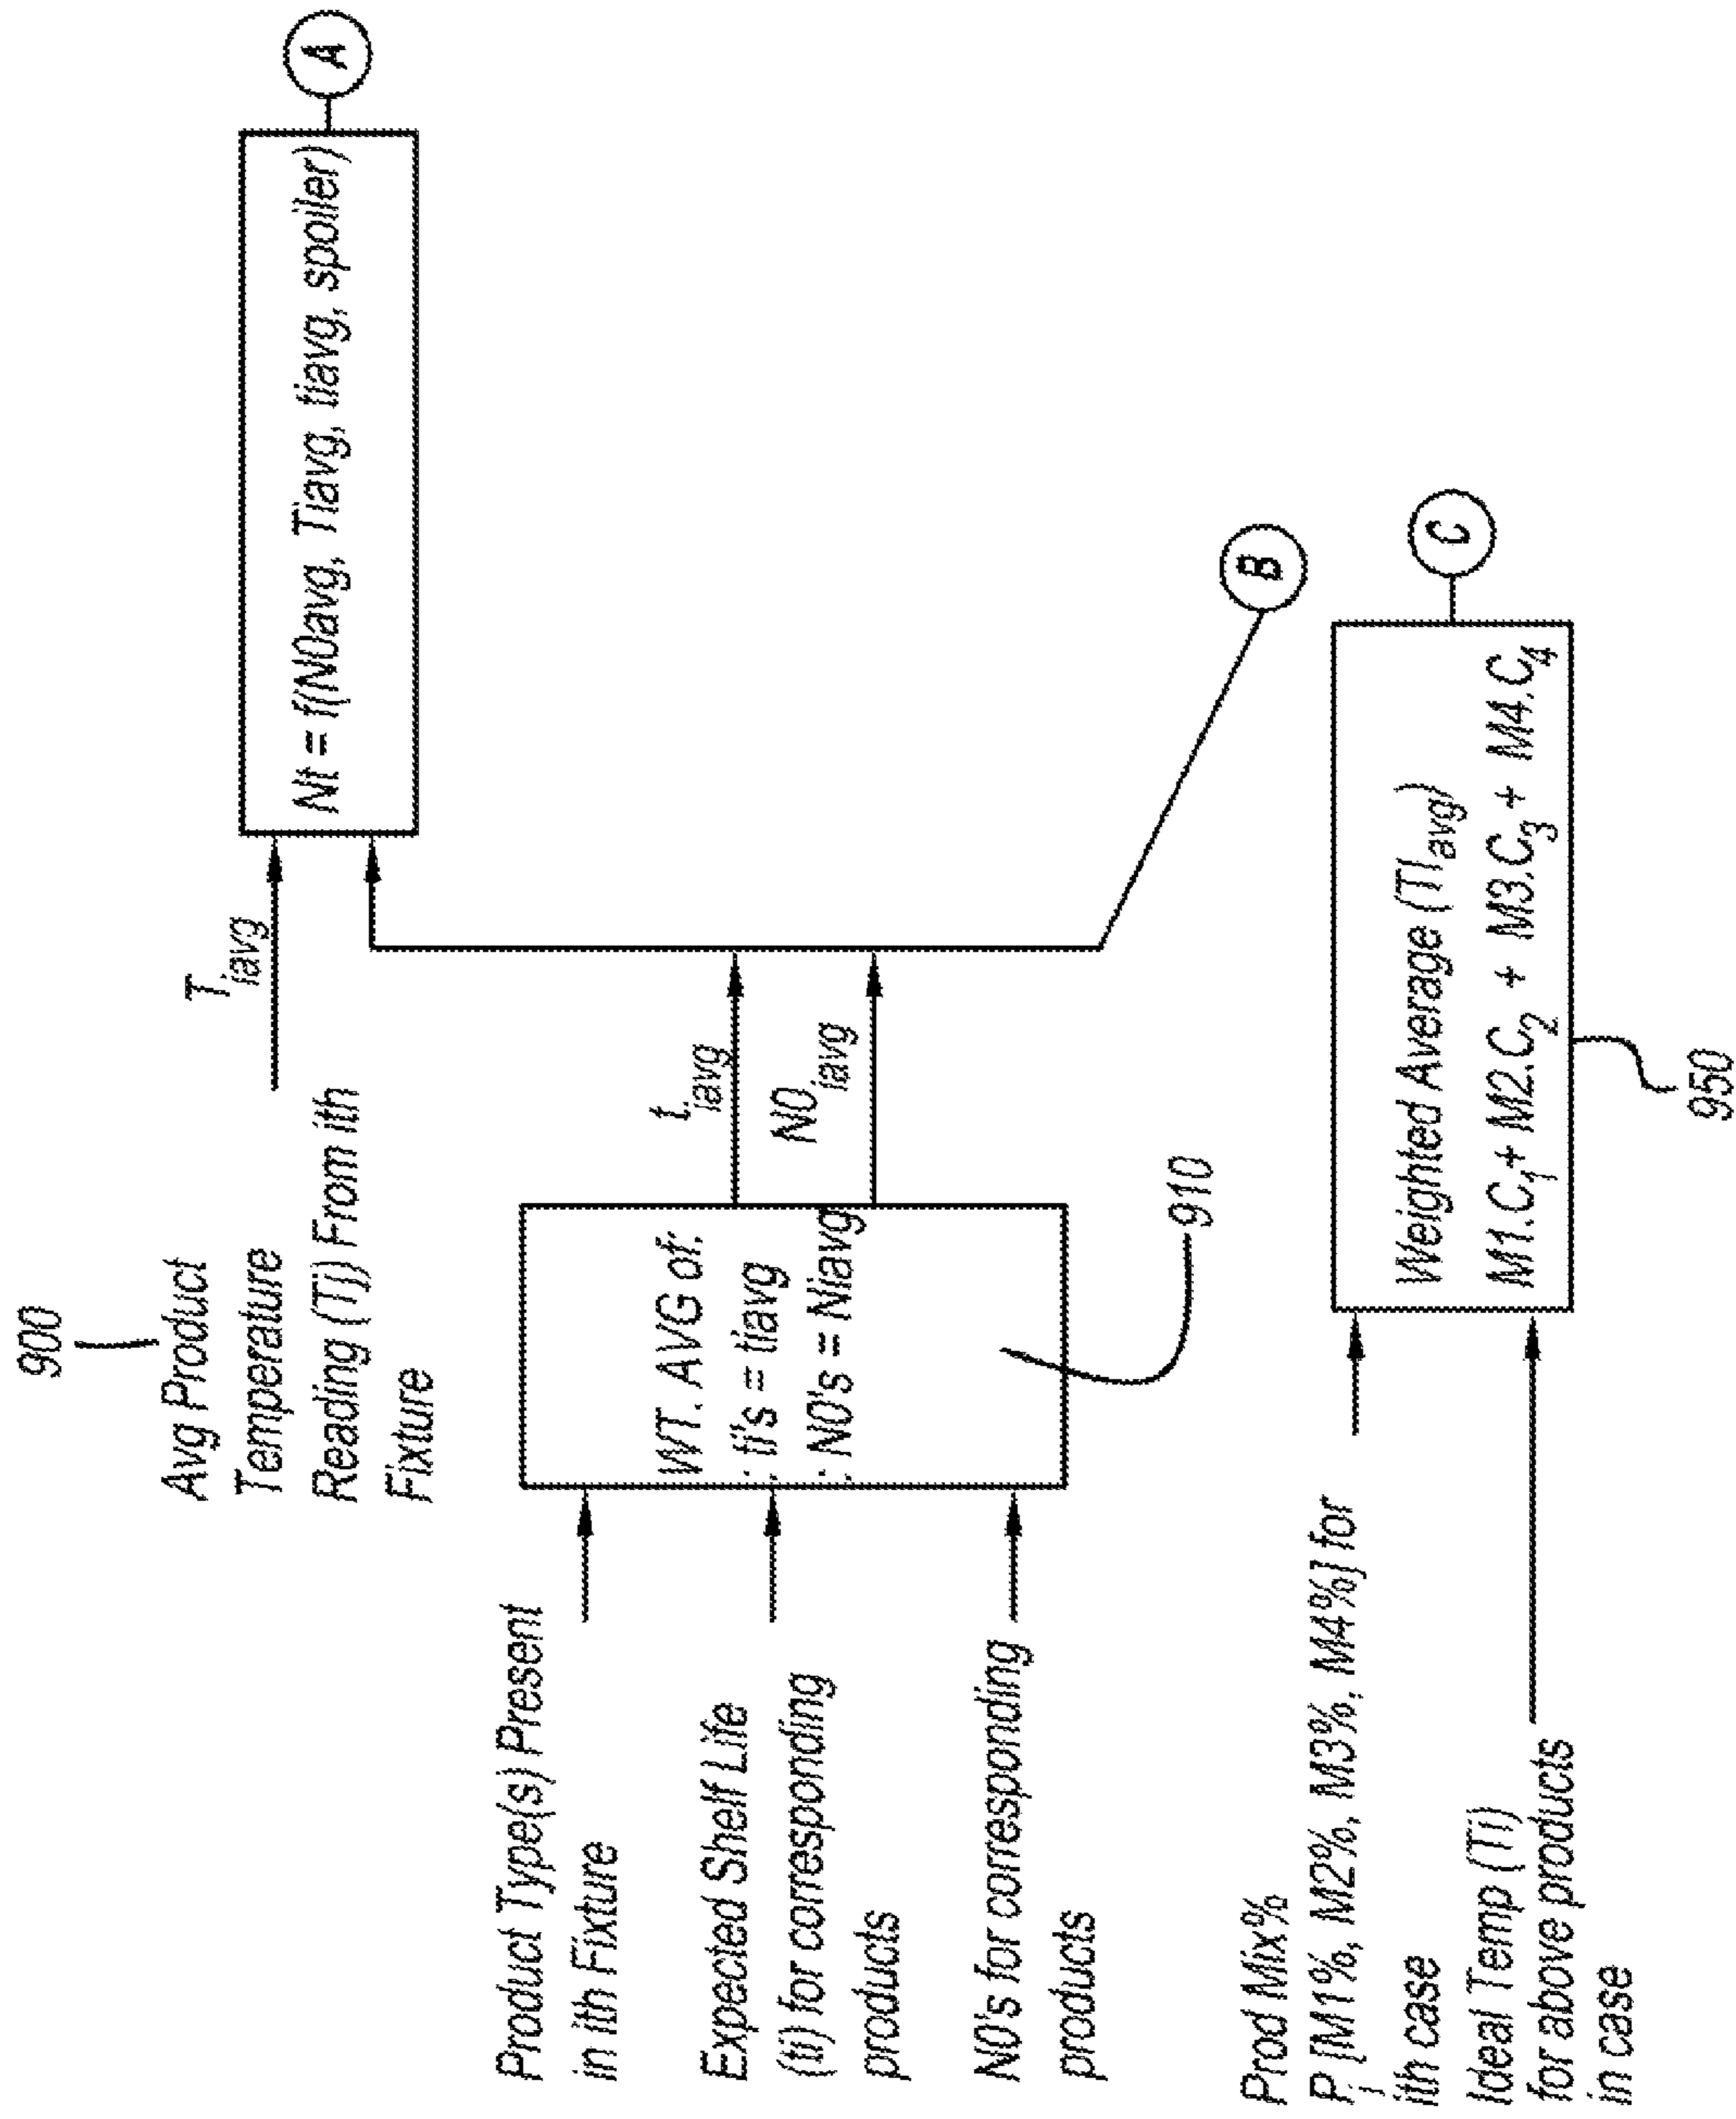 900
Avg Product
Temperature
Reading (Tj) From ith
Fixture
Tiavg
Nt = f(N0avg, Tiavg, tiavg, spoiler)
A
Product Type(s) Present
in ith Fixture
Expected Shelf Life
(ti) for corresponding
products
N0's for corresponding
products
WT. AVG of:
: ti's = tiavg
: N0's = Niavg
910
tiavg
N0iavg
B
Prod Mix%
Pi [M1%, M2%, M3%, M4%] for
ith case
Ideal Temp (Ti)
for above products
in case
Weighted Average (TIavg)
M1.C1+ M2.C2 + M3.C3 + M4.C4
950
C